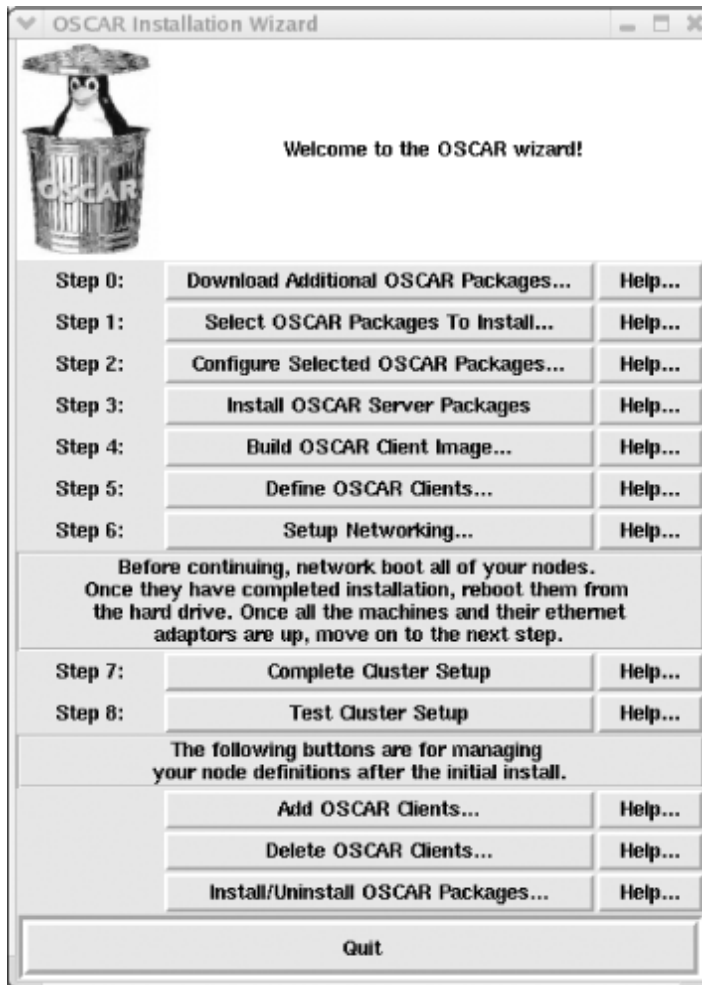 OSCAR Installation Wizard
OSCAR
Welcome to the OSCAR wizard!
Step 0: Download Additional OSCAR Packages... Help...
Step 1: Select OSCAR Packages To Install... Help...
Step 2: Configure Selected OSCAR Packages... Help...
Step 3: Install OSCAR Server Packages Help...
Step 4: Build OSCAR Client Image... Help...
Step 5: Define OSCAR Clients... Help...
Step 6: Setup Networking... Help...
Before continuing, network boot all of your nodes.
Once they have completed installation, reboot them from
the hard drive. Once all the machines and their ethernet
adaptors are up, move on to the next step.
Step 7: Complete Cluster Setup Help...
Step 8: Test Cluster Setup Help...
The following buttons are for managing
your node definitions after the initial install.
Add OSCAR Clients... Help...
Delete OSCAR Clients... Help...
Install/Uninstall OSCAR Packages... Help...
Quit